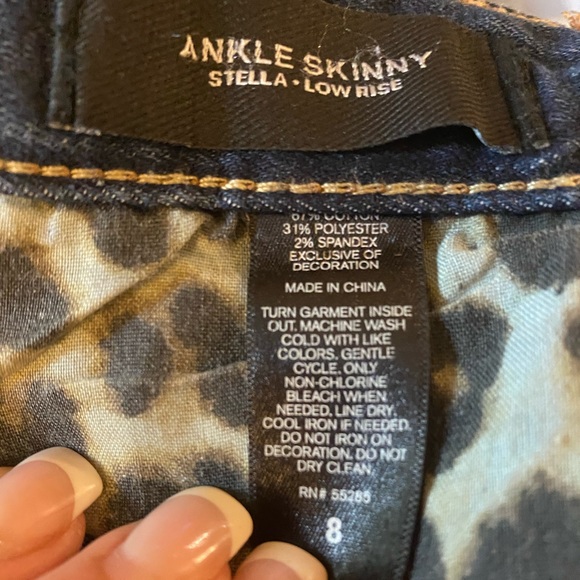 ANKLE SKINNY
STELLA · LOW RISE
67% COTTON
31% POLYESTER
2% SPANDEX
EXCLUSIVE OF
DECORATION
MADE IN CHINA
TURN GARMENT INSIDE
OUT. MACHINE WASH
COLD WITH LIKE
COLORS. GENTLE
CYCLE. ONLY
NON-CHLORINE
BLEACH WHEN
NEEDED. LINE DRY.
COOL IRON IF NEEDED.
DO NOT IRON ON
DECORATION. DO NOT
DRY CLEAN.
RN# 55285
8